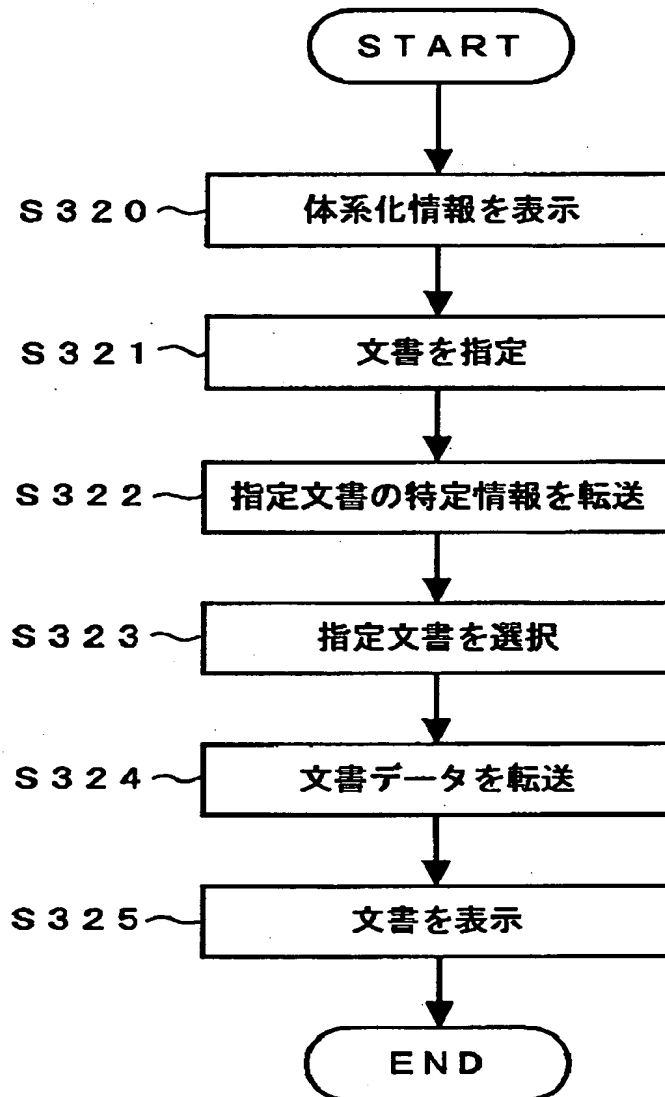 START
S320 体系化情報を表示
S321 文書を指定
S322 指定文書の特定情報を転送
S323 指定文書を選択
S324 文書データを転送
S325 文書を表示
END